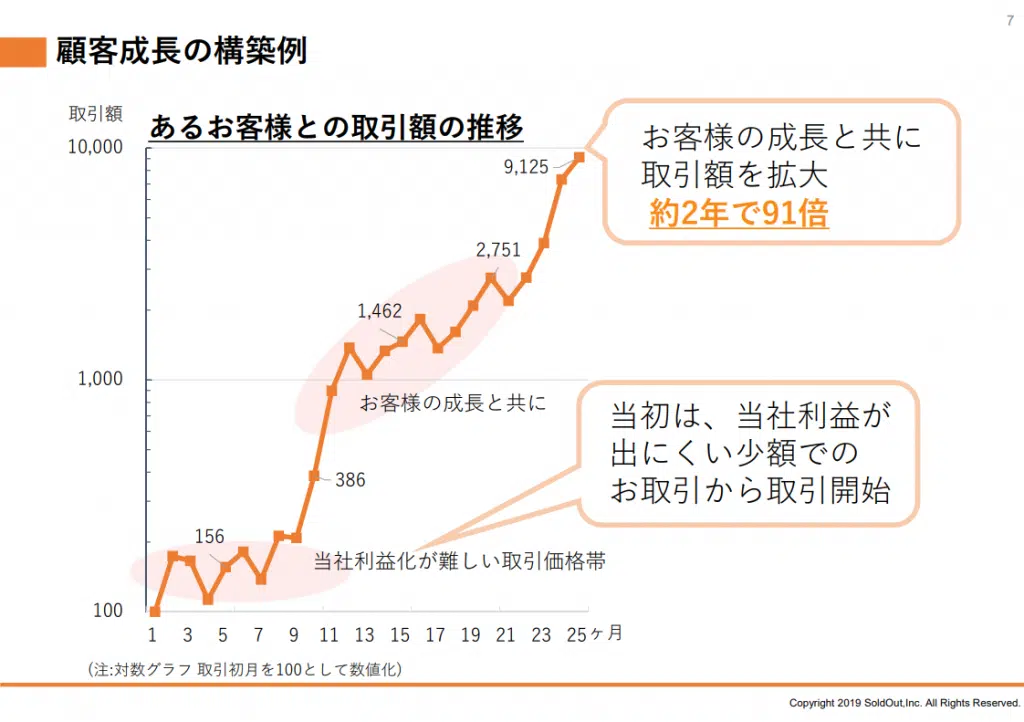 7
顧客成長の構築例
取引額
あるお客様との取引額の推移
10,000
1,000
100
9,125
2,751
1,462
386
156
お客様の成長と共に
取引額を拡大
約2年で91倍
お客様の成長と共に
当初は、当社利益が
出にくい少額での
お取引から取引開始
当社利益化が難しい取引価格帯
1 3 5 7 9 11 13 15 17 19 21 23 25 ヶ月
(注:対数グラフ 取引初月を100として数値化)
Copyright 2019 SoldOut,Inc. All Rights Reserved.